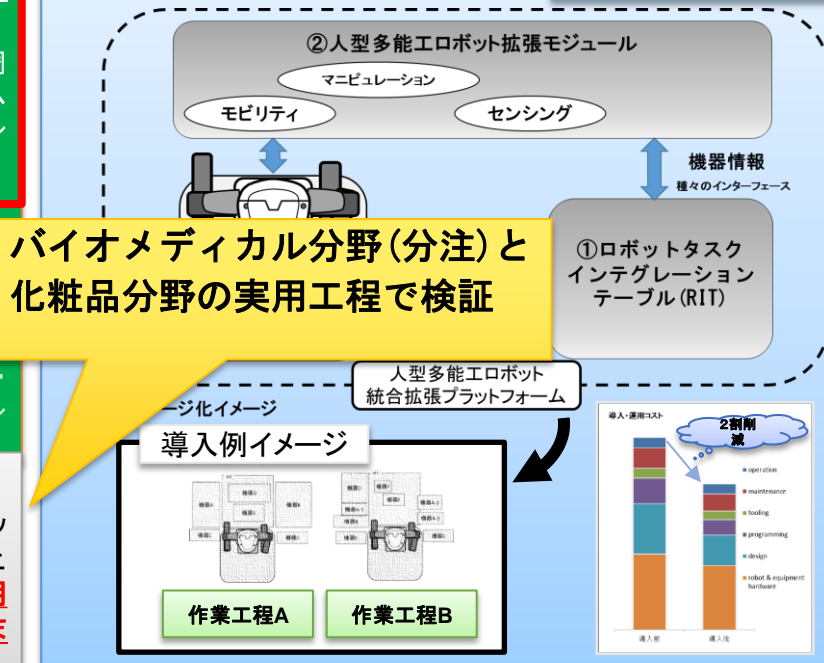 ②人型多能工ロボット拡張モジュール
マニピュレーション
モビリティ
センシング
機器情報
種々のインターフェース
バイオメディカル分野(分注)と
化粧品分野の実用工程で検証
①ロボットタスク
インテグレーション
テーブル(RIT)
人型多能工ロボット
統合拡張プラットフォーム
ージ化イメージ
導入例イメージ
作業工程A
作業工程B
導入・運用コスト
2割削
減
operation
maintenance
tooling
programming
design
robot & equipment
hardware
導入前
導入後